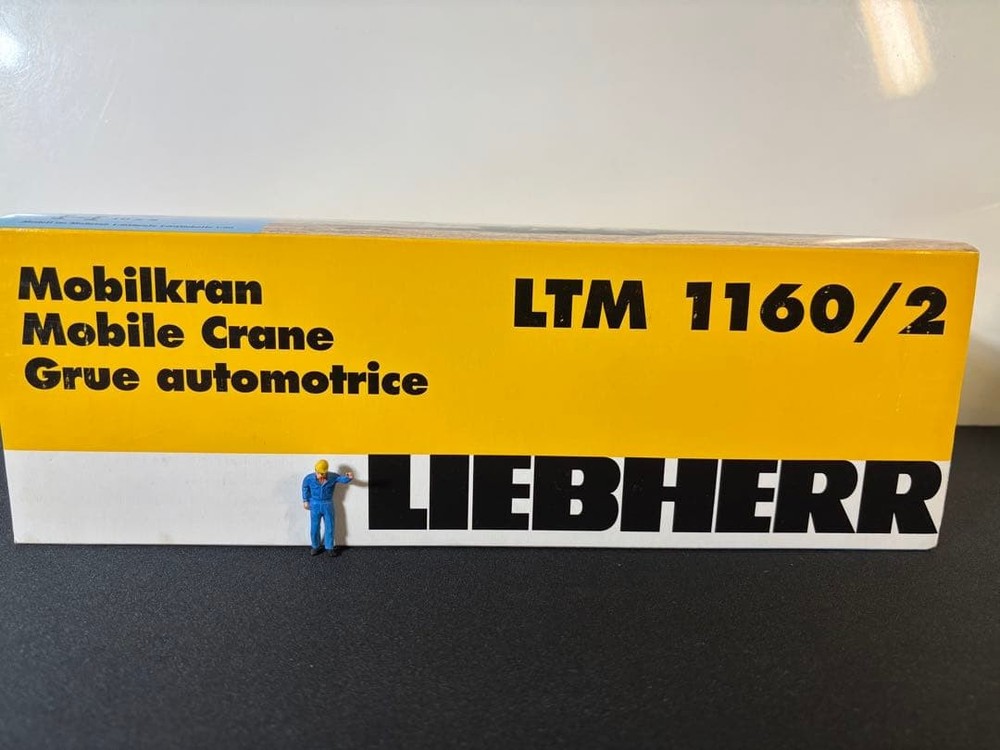 Mobilkran
Mobile Crane
Grue automotrice
LTM 1160/2
LIEBHERR